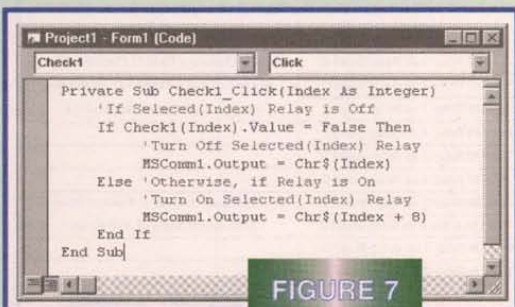 Project1 - Form1 (Code)
Check1 Click
Private Sub Check1_Click(Index As Integer)
'If Seleced(Index) Relay is Off
If Check1(Index).Value = False Then
'Turn Off Selected(Index) Relay
MSComm1.Output = Chr$(Index)
Else 'Otherwise, if Relay is On
'Turn On Selected(Index) Relay
MSComm1.Output = Chr$(Index + 8)
End If
End Sub
FIGURE 7